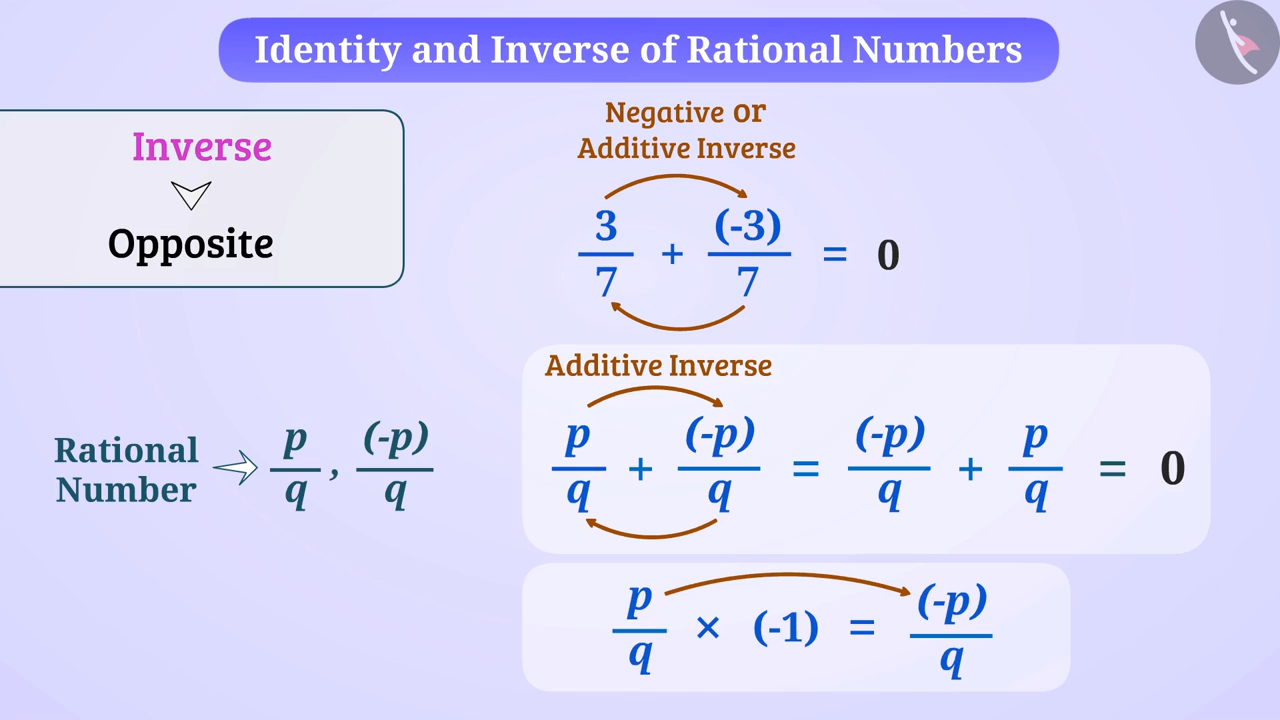 Identity and Inverse of Rational Numbers
Inverse
Opposite
Negative or
Additive Inverse
3/7 + (-3)/7 = 0
Additive Inverse
p/q + (-p)/q = (-p)/q + p/q = 0
Rational
Number
p/q , (-p)/q
p/q × (-1) = (-p)/q